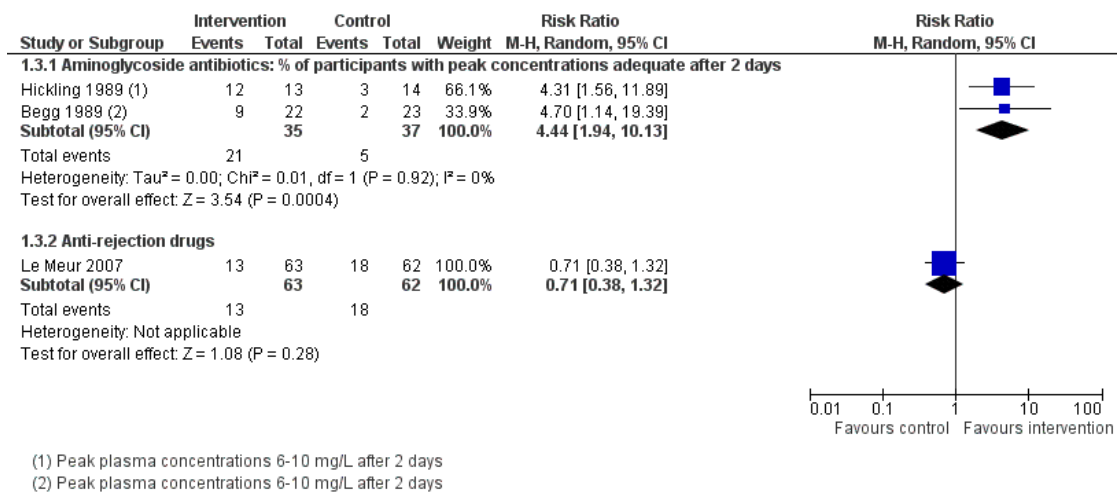 Intervention Control Risk Ratio Risk Ratio
Study or Subgroup Events Total Events Total Weight M-H, Random, 95% CI M-H, Random, 95% CI
1.3.1 Aminoglycoside antibiotics: % of participants with peak concentrations adequate after 2 days
Hickling 1989 (1) 12 13 3 14 66.1% 4.31 [1.56, 11.89]
Begg 1989 (2) 9 22 2 23 33.9% 4.70 [1.14, 19.39]
Subtotal (95% CI) 35 37 100.0% 4.44 [1.94, 10.13]
Total events 21 5
Heterogeneity: Tau² = 0.00; Chi² = 0.01, df = 1 (P = 0.92); I² = 0%
Test for overall effect: Z = 3.54 (P = 0.0004)
1.3.2 Anti-rejection drugs
Le Meur 2007 13 63 18 62 100.0% 0.71 [0.38, 1.32]
Subtotal (95% CI) 63 62 100.0% 0.71 [0.38, 1.32]
Total events 13 18
Heterogeneity: Not applicable
Test for overall effect: Z = 1.08 (P = 0.28)
0.01 0.1 1 10 100
Favours control Favours intervention
(1) Peak plasma concentrations 6-10 mg/L after 2 days
(2) Peak plasma concentrations 6-10 mg/L after 2 days